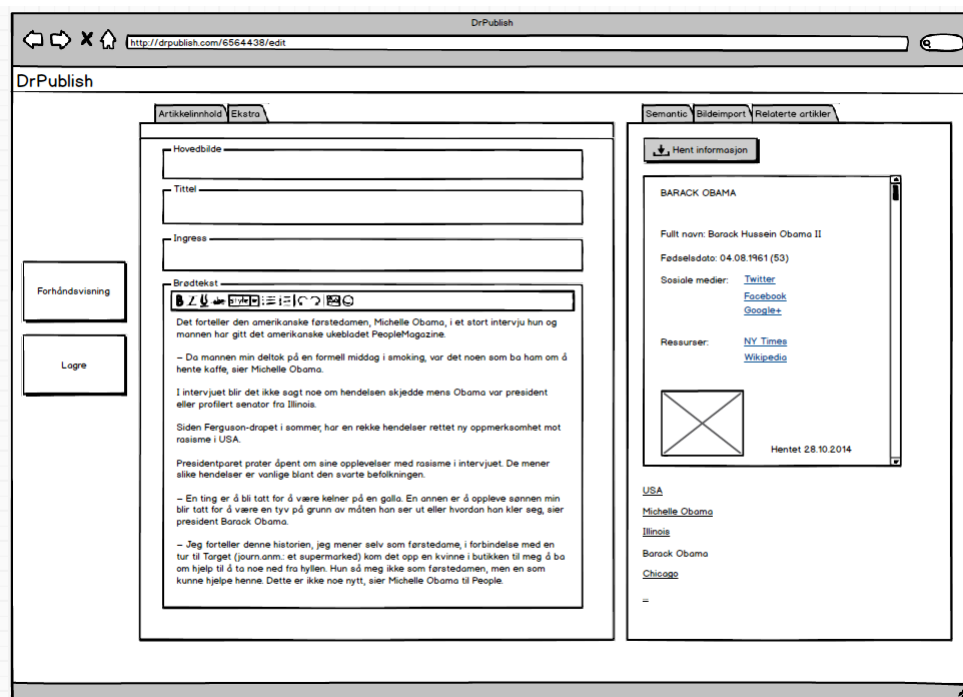 DrPublish
http://drpublish.com/6564438/edit
DrPublish
Artikkelinnhold
Ekstra
Semantic
Bildeimport
Relaterte artikler
Forhåndsvisning
Lagre
Hovedbilde
Tittel
Ingress
Brødtekst
B I U abc Style
Det forteller den amerikanske førstedamen, Michelle Obama, i et stort intervju hun og
mannen har gitt det amerikanske ukebladet PeopleMagazine.
– Da mannen min deltok på en formell middag i smoking, var det noen som ba ham om å
hente kaffe, sier Michelle Obama.
I intervjuet blir det ikke sagt noe om hendelsen skjedde mens Obama var president
eller profilert senator fra Illinois.
Siden Ferguson-drapet i sommer, har en rekke hendelser rettet ny oppmerksomhet mot
rasisme i USA.
Presidentparet prater åpent om sine opplevelser med rasisme i intervjuet. De mener
slike hendelser er vanlige blant den svarte befolkningen.
– En ting er å bli tatt for å være kelner på en galla. En annen er å oppleve sønnen min
blir tatt for å være en tyv på grunn av måten han ser ut eller hvordan han kler seg, sier
president Barack Obama.
– Jeg forteller denne historien, jeg mener selv som førstedame, i forbindelse med en
tur til Target (journ.anm.: et supermarked) kom det opp en kvinne i butikken til meg å ba
om hjelp til å ta noe ned fra hyllen. Hun så meg ikke som førstedamen, men en som
kunne hjelpe henne. Dette er ikke noe nytt, sier Michelle Obama til People.
Hent informasjon
BARACK OBAMA
Fullt navn: Barack Hussein Obama II
Fødselsdato: 04.08.1961 (53)
Sosiale medier: Twitter
Facebook
Google+
Ressurser: NY Times
Wikipedia
Hentet 28.10.2014
USA
Michelle Obama
Illinois
Barack Obama
Chicago
...